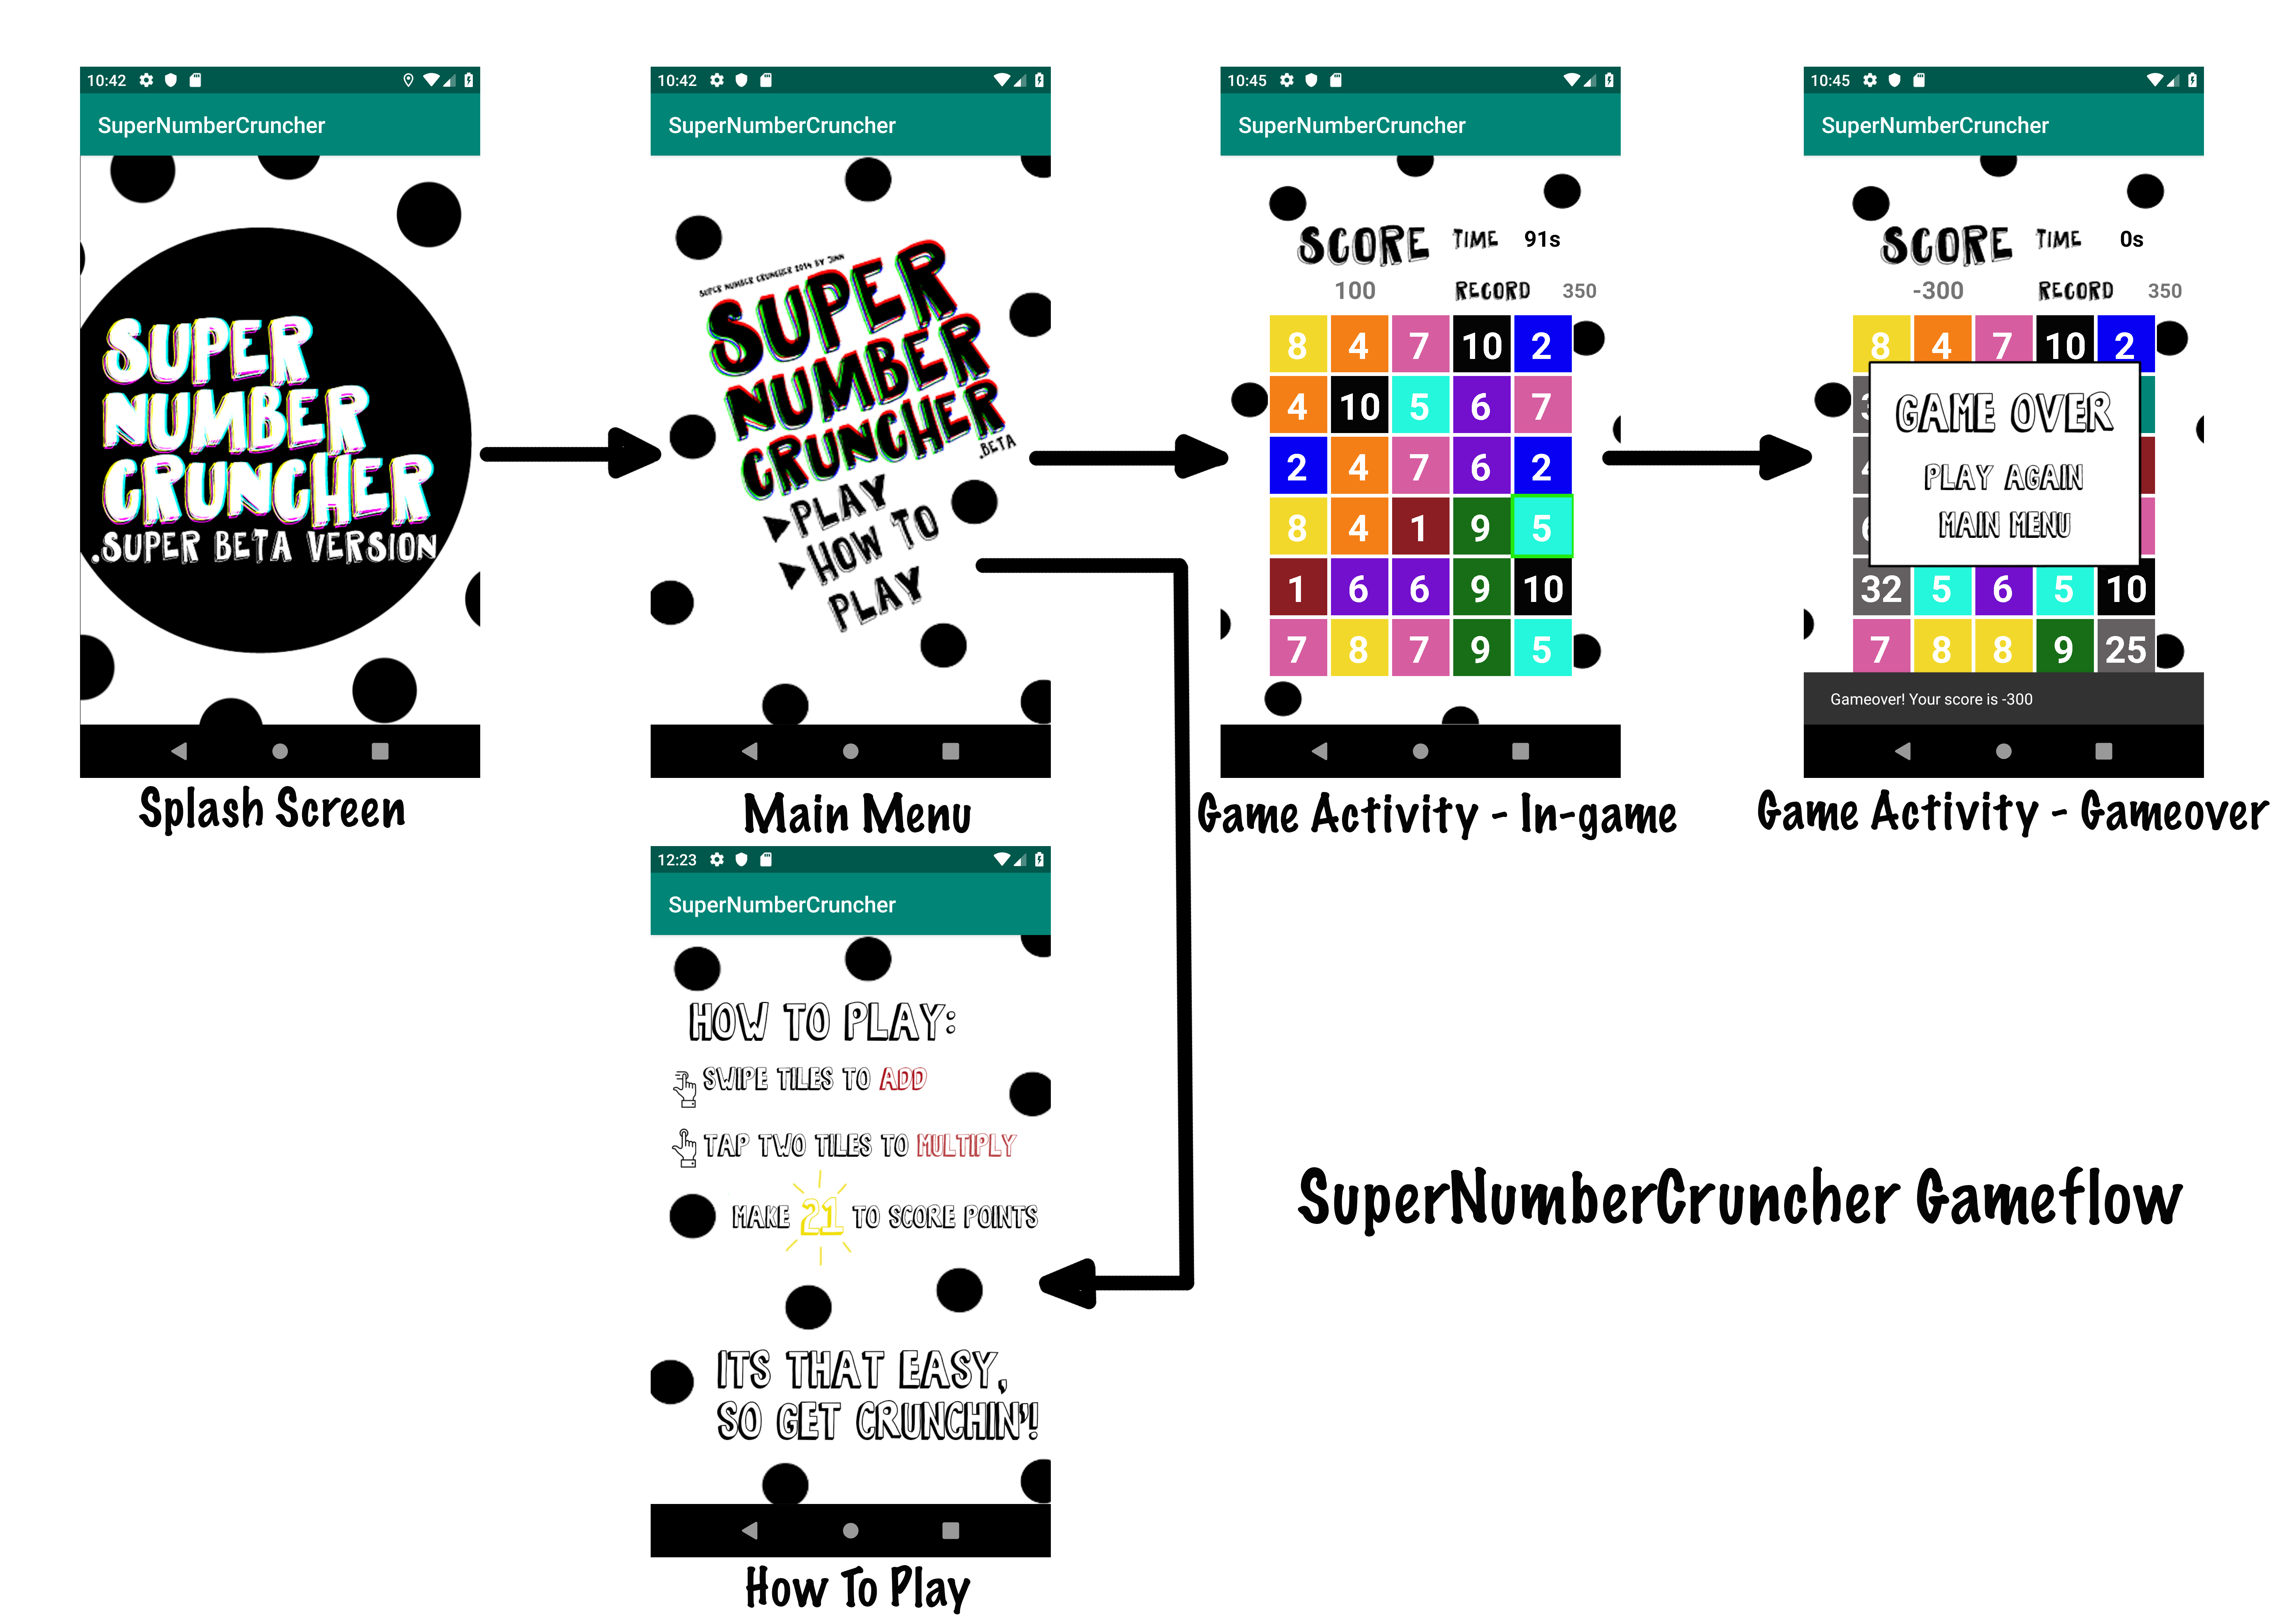 10:42
SuperNumberCruncher
SUPER
NUMBER
CRUNCHER
.SUPER BETA VERSION
Splash Screen
10:42
SuperNumberCruncher
SUPER NUMBER CRUNCHER 2014 BY JINN
SUPER
NUMBER
CRUNCHER
.BETA
PLAY
HOW TO
PLAY
Main Menu
10:45
SuperNumberCruncher
SCORE TIME 91s
100 RECORD 350
8 4 7 10 2
4 10 5 6 7
2 4 7 6 2
8 4 1 9 5
1 6 6 9 10
7 8 7 9 5
Game Activity - In-game
10:45
SuperNumberCruncher
SCORE TIME 0s
-300 RECORD 350
8 4 7 10 2
GAME OVER
PLAY AGAIN
MAIN MENU
32 5 6 5 10
7 8 8 9 25
Gameover! Your score is -300
Game Activity - Gameover
12:23
SuperNumberCruncher
HOW TO PLAY:
SWIPE TILES TO ADD
TAP TWO TILES TO MULTIPLY
MAKE 21 TO SCORE POINTS
ITS THAT EASY,
SO GET CRUNCHIN'!
How To Play
SuperNumberCruncher Gameflow